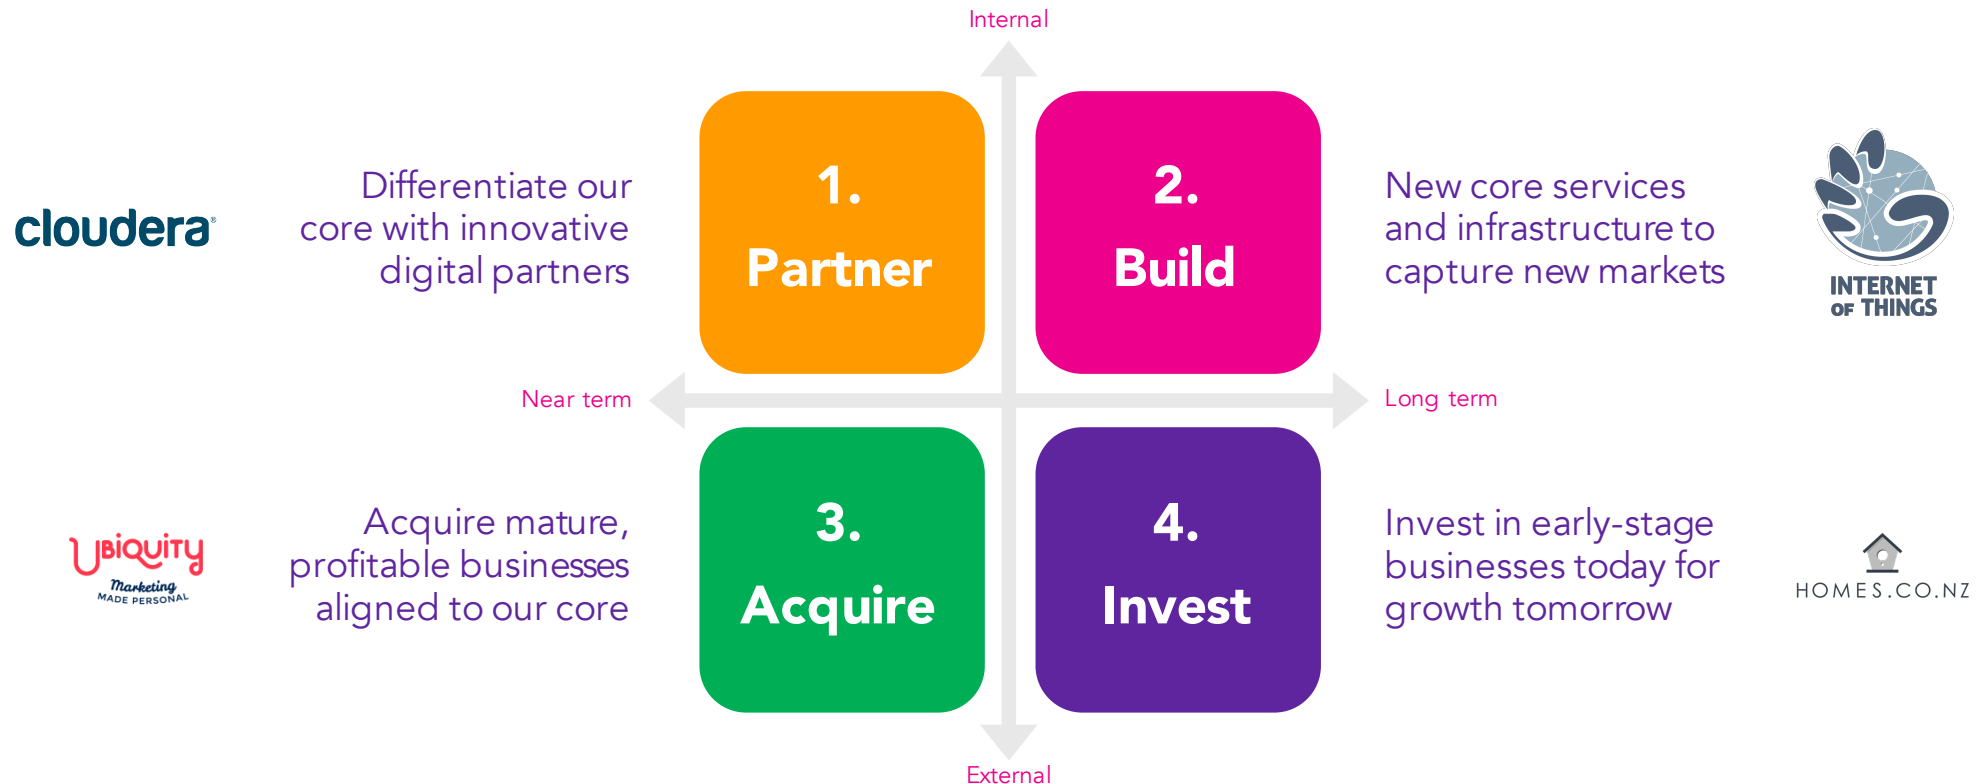 Internal
cloudera
Differentiate our
core with innovative
digital partners
1.
Partner
2.
Build
New core services
and infrastructure to
capture new markets
INTERNET
OF THINGS
Near term
Long term
UBiQUiTy
Marketing
MADE PERSONAL
Acquire mature,
profitable businesses
aligned to our core
3.
Acquire
4.
Invest
Invest in early-stage
businesses today for
growth tomorrow
HOMES.CO.NZ
External